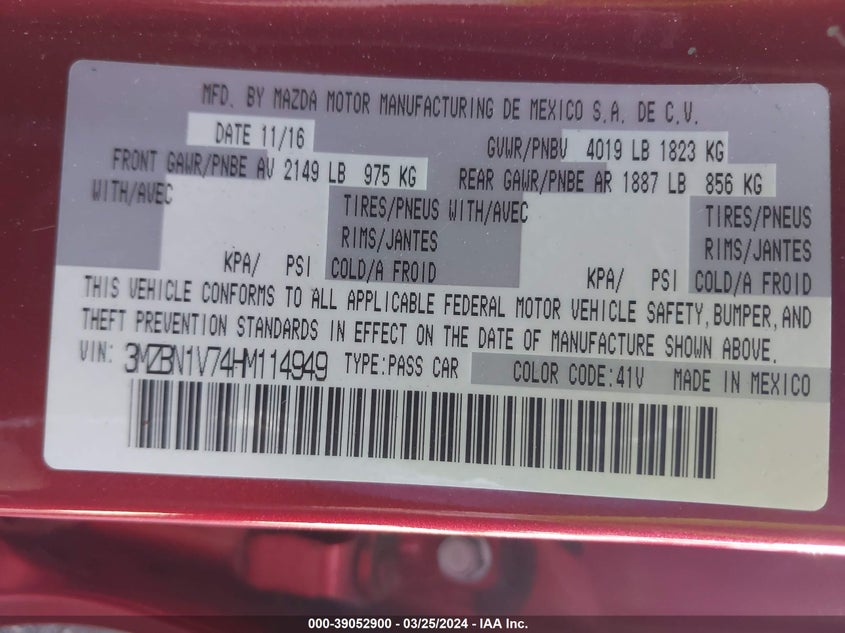 MFD. BY MAZDA MOTOR MANUFACTURING DE MEXICO S.A. DE C.V.
DATE 11/16 GVWR/PNBV 4019 LB 1823 KG
FRONT GAWR/PNBE AV 2149 LB 975 KG REAR GAWR/PNBE AR 1887 LB 856 KG
WITH/AVEC TIRES/PNEUS WITH/AVEC TIRES/PNEUS
RIMS/JANTES RIMS/JANTES
KPA/ PSI COLD/A FROID KPA/ PSI COLD/A FROID
THIS VEHICLE CONFORMS TO ALL APPLICABLE FEDERAL MOTOR VEHICLE SAFETY, BUMPER, AND
THEFT PREVENTION STANDARDS IN EFFECT ON THE DATE OF MANUFACTURE SHOWN ABOVE.
VIN: 3MZBN1V74HM114949 TYPE:PASS CAR COLOR CODE:41V MADE IN MEXICO
000-39052900 - 03/25/2024 - IAA Inc.